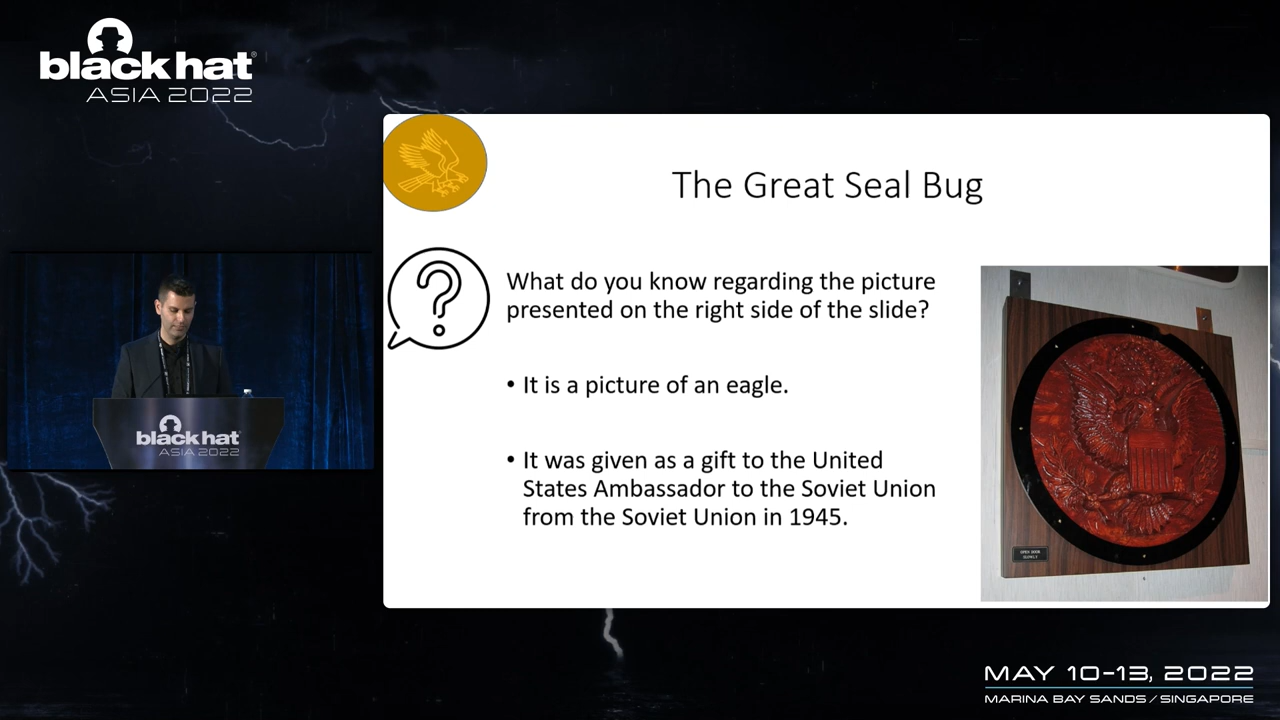 black hat®
ASIA 2022
The Great Seal Bug
What do you know regarding the picture
presented on the right side of the slide?
• It is a picture of an eagle.
• It was given as a gift to the United
States Ambassador to the Soviet Union
from the Soviet Union in 1945.
OPEN DOOR
SLOWLY
black hat
ASIA 2022
MAY 10-13, 2022
MARINA BAY SANDS / SINGAPORE